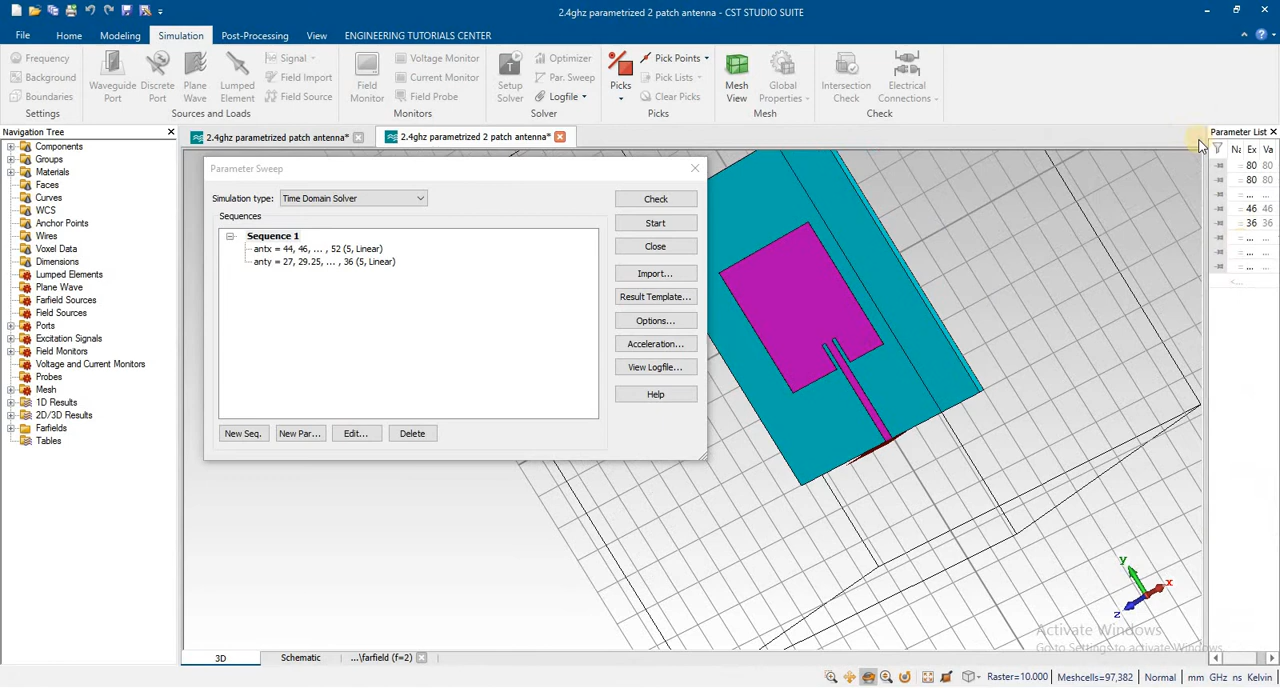 2.4ghz parametrized 2 patch antenna* - CST STUDIO SUITE
File Home Modeling Simulation Post-Processing View ENGINEERING TUTORIALS CENTER
Frequency
Background
Boundaries
Settings
Waveguide Port
Discrete Port
Plane Wave
Lumped Element
Signal
Field Import
Field Source
Sources and Loads
Field Monitor
Voltage Monitor
Current Monitor
Field Probe
Monitors
Setup Solver
Optimizer
Par. Sweep
Logfile
Solver
Picks
Pick Points
Pick Lists
Clear Picks
Picks
Mesh View
Global Properties
Mesh
Intersection Check
Electrical Connections
Check
Navigation Tree
Components
Groups
Materials
Faces
Curves
WCS
Anchor Points
Wires
Voxel Data
Dimensions
Lumped Elements
Plane Wave
Farfield Sources
Field Sources
Ports
Excitation Signals
Field Monitors
Voltage and Current Monitors
Probes
Mesh
1D Results
2D/3D Results
Farfields
Tables
2.4ghz parametrized patch antenna*
2.4ghz parametrized 2 patch antenna*
Parameter Sweep
Simulation type: Time Domain Solver
Sequences
Sequence 1
antx = 44, 46, ... , 52 (5, Linear)
anty = 27, 29.25, ... , 36 (5, Linear)
New Seq. New Par... Edit... Delete
Check
Start
Close
Import...
Result Template...
Options...
Acceleration...
View Logfile...
Help
Parameter List
Na Ex Va
= 80 80
= 80 80
= ... ...
= 46 46
= 36 36
= ... ...
= ... ...
= ... ...
<...
y
x
z
Activate Windows
Go to Settings to activate Windows.
3D Schematic ...\farfield (f=2)
Raster=10.000 Meshcells=97,382 Normal mm GHz ns Kelvin